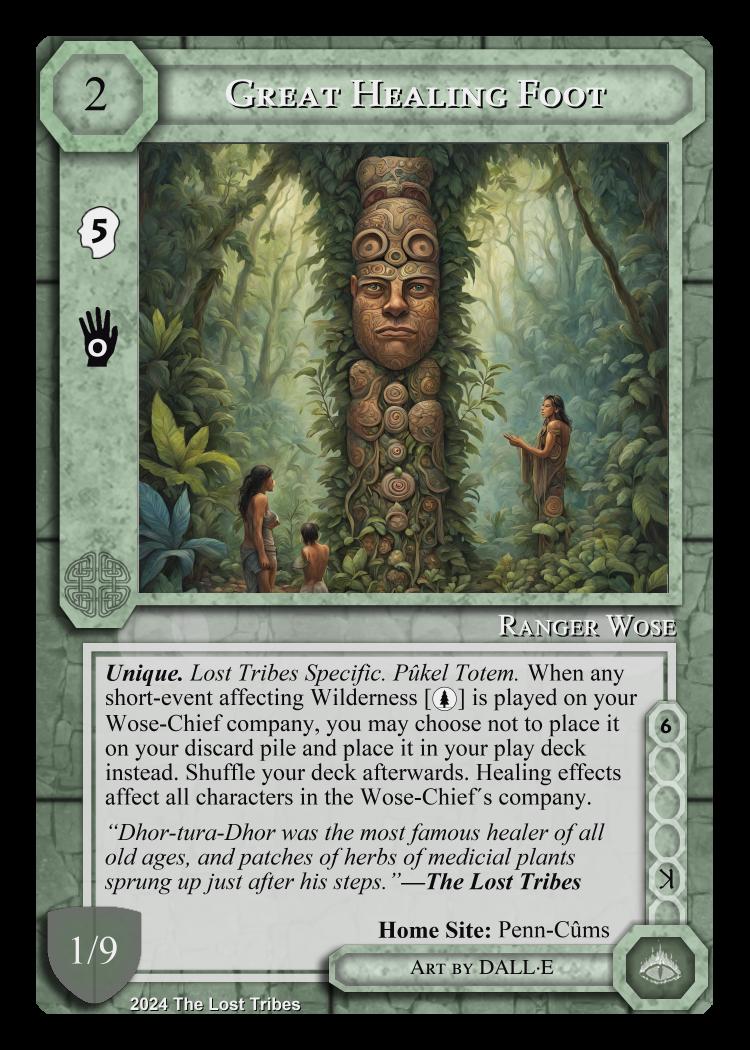 2
Great Healing Foot
5
0
Ranger Wose
Unique. Lost Tribes Specific. Pûkel Totem. When any
short-event affecting Wilderness [ ] is played on your
Wose-Chief company, you may choose not to place it
on your discard pile and place it in your play deck
instead. Shuffle your deck afterwards. Healing effects
affect all characters in the Wose-Chief´s company.
“Dhor-tura-Dhor was the most famous healer of all
old ages, and patches of herbs of medicial plants
sprung up just after his steps.”—The Lost Tribes
6
Home Site: Penn-Cûms
1/9
Art by DALL·E
2024 The Lost Tribes